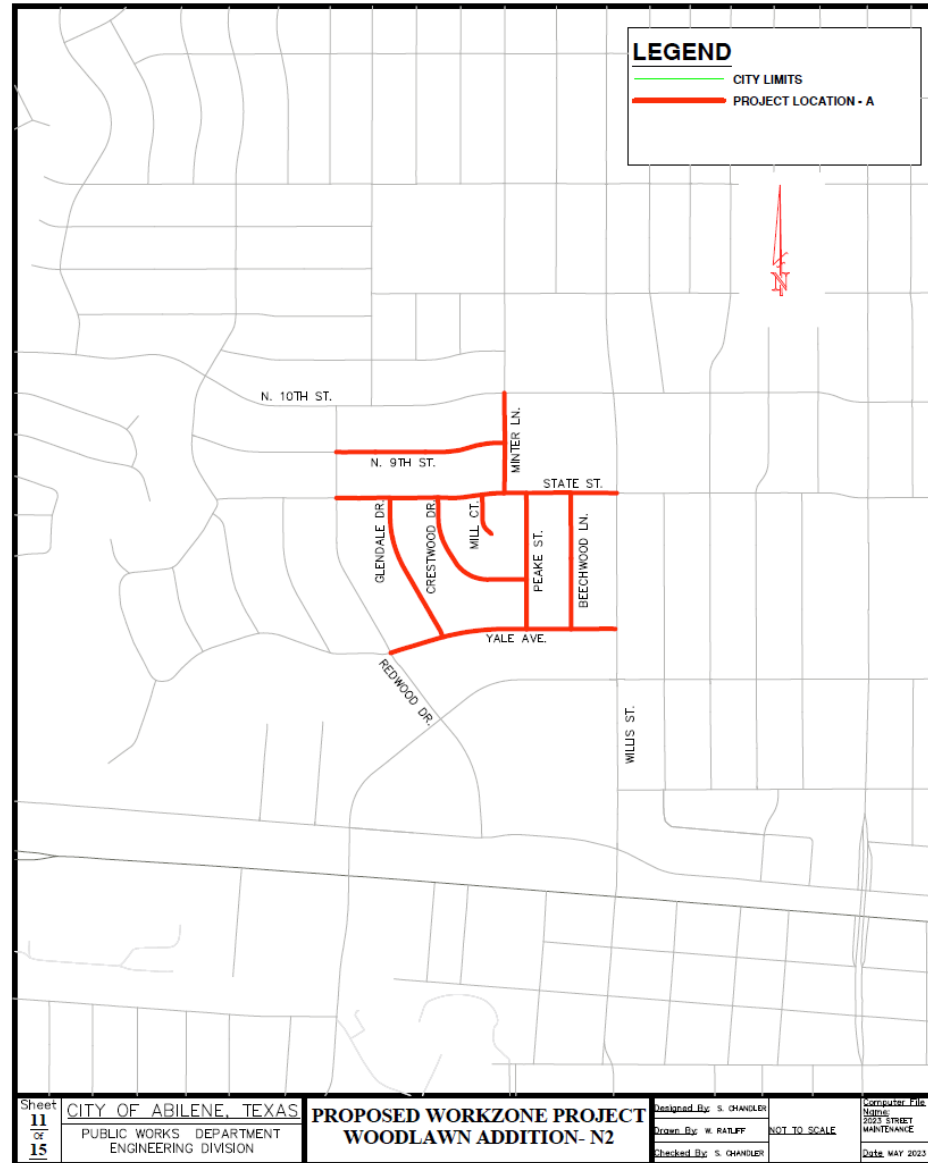 LEGEND
CITY LIMITS
PROJECT LOCATION - A
N
N. 10TH ST.
MINTER LN.
N. 9TH ST.
STATE ST.
GLENDALE DR.
CRESTWOOD DR.
MILL CT.
PEAKE ST.
BEECHWOOD LN.
YALE AVE.
REDWOOD DR.
WILLIS ST.
Sheet
11
OF
15
CITY OF ABILENE, TEXAS
PUBLIC WORKS DEPARTMENT
ENGINEERING DIVISION
PROPOSED WORKZONE PROJECT
WOODLAWN ADDITION- N2
Designed By: S. CHANDLER
Drawn By: W. RATLIFF
Checked By: S. CHANDLER
NOT TO SCALE
Computer File
Name:
2023 STREET
MAINTENANCE
Date: MAY 2023